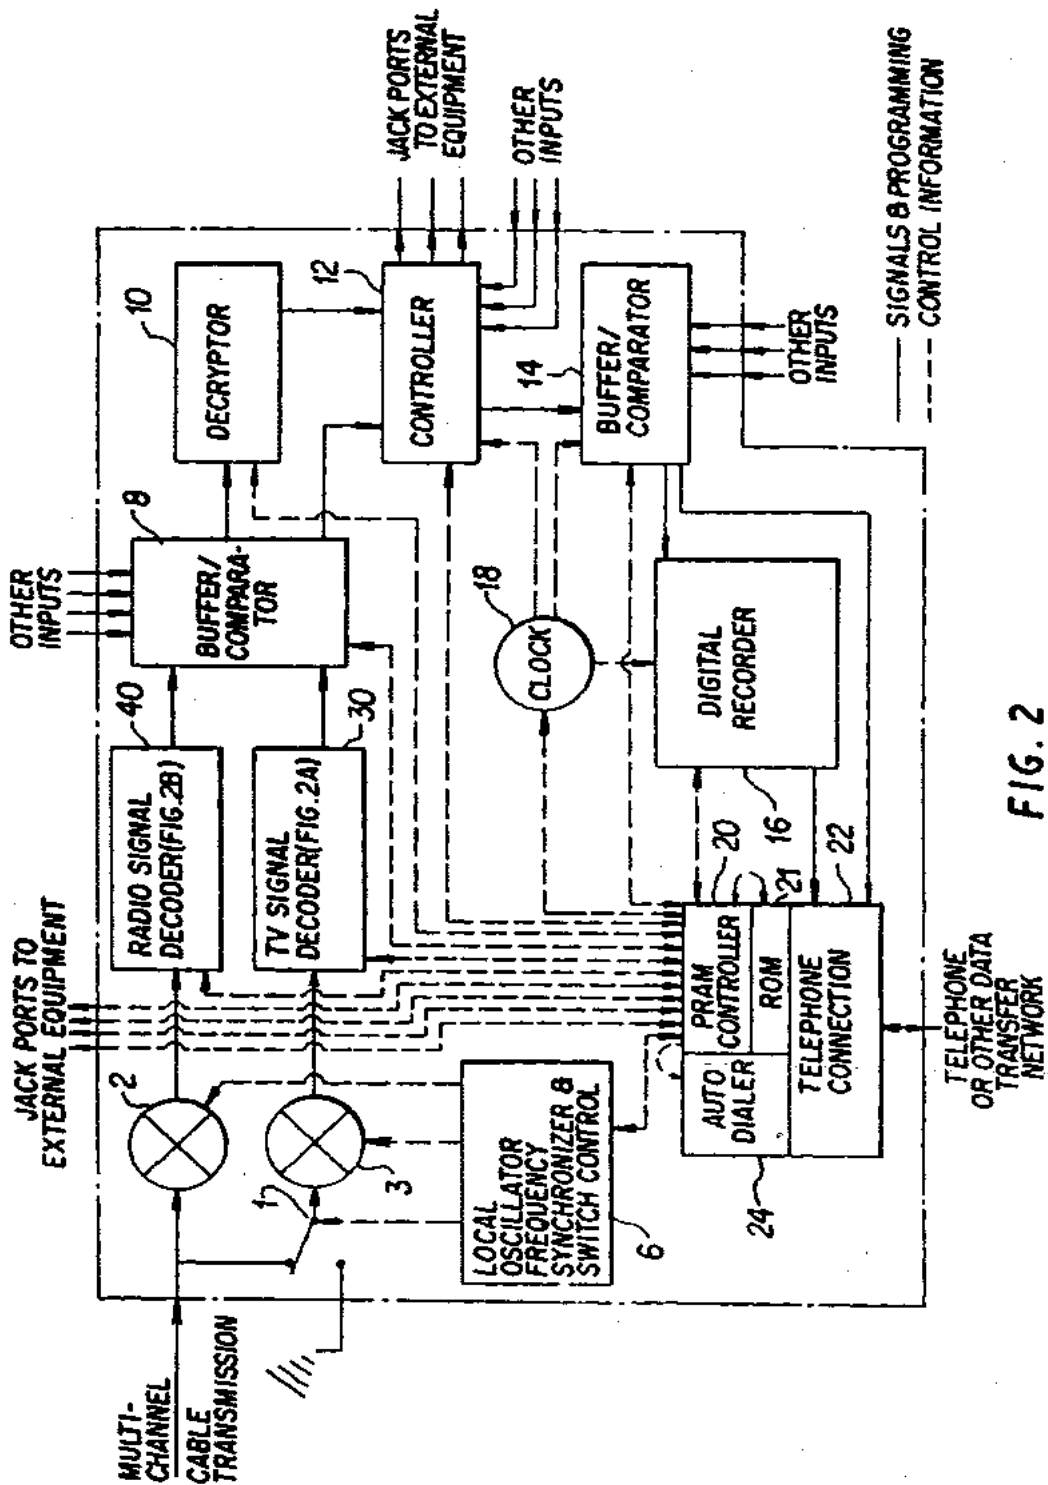 MULTI-
CHANNEL
CABLE
TRANSMISSION
JACK PORTS TO
EXTERNAL EQUIPMENT
OTHER
INPUTS
2
1
3
RADIO SIGNAL
DECODER(FIG.2B)
40
TV SIGNAL
DECODER(FIG.2A)
30
BUFFER/
COMPARA-
TOR
8
DECRYPTOR
10
CONTROLLER
12
JACK PORTS
TO EXTERNAL
EQUIPMENT
OTHER
INPUTS
BUFFER/
COMPARATOR
14
OTHER
INPUTS
CLOCK
18
DIGITAL
RECORDER
16
LOCAL
OSCILLATOR
FREQUENCY
SYNCHRONIZER &
SWITCH CONTROL
6
AUTO
DIALER
24
PRAM
CONTROLLER
20
ROM
21
TELEPHONE
CONNECTION
22
TELEPHONE
OR OTHER DATA
TRANSFER
NETWORK
SIGNALS & PROGRAMMING
CONTROL INFORMATION
FIG. 2